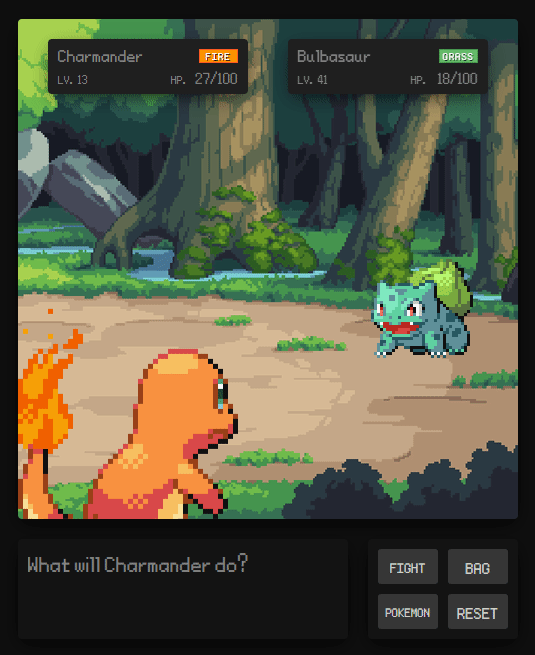 Charmander FIRE
LV. 13 HP. 27/100
Bulbasaur GRASS
LV. 41 HP. 18/100
What will Charmander do?
FIGHT BAG
POKEMON RESET